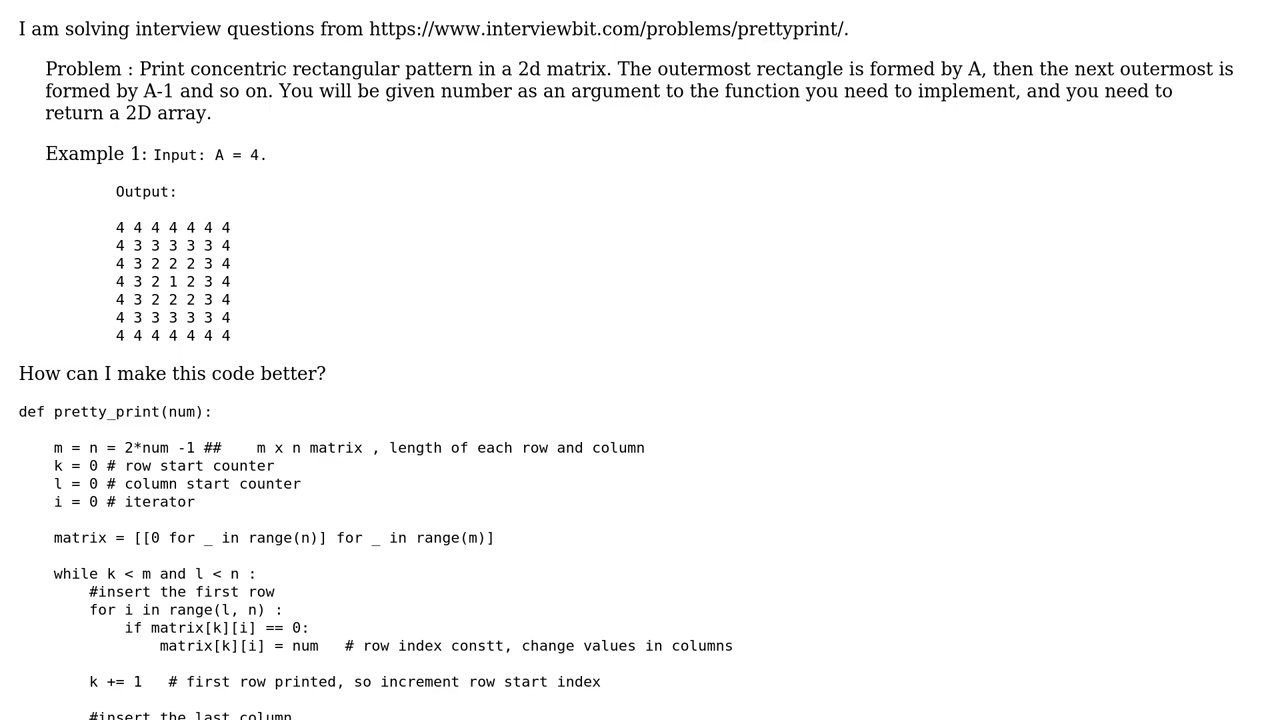 I am solving interview questions from https://www.interviewbit.com/problems/prettyprint/.
Problem : Print concentric rectangular pattern in a 2d matrix. The outermost rectangle is formed by A, then the next outermost is
formed by A-1 and so on. You will be given number as an argument to the function you need to implement, and you need to
return a 2D array.
Example 1: Input: A = 4.
Output:
4 4 4 4 4 4 4
4 3 3 3 3 3 4
4 3 2 2 2 3 4
4 3 2 1 2 3 4
4 3 2 2 2 3 4
4 3 3 3 3 3 4
4 4 4 4 4 4 4
How can I make this code better?
def pretty_print(num):
    m = n = 2*num -1 ##    m x n matrix , length of each row and column
    k = 0 # row start counter
    l = 0 # column start counter
    i = 0 # iterator
    matrix = [[0 for _ in range(n)] for _ in range(m)]
    while k < m and l < n :
        #insert the first row
        for i in range(l, n) :
            if matrix[k][i] == 0:
                matrix[k][i] = num   # row index constt, change values in columns
        k += 1   # first row printed, so increment row start index
        #insert the last column